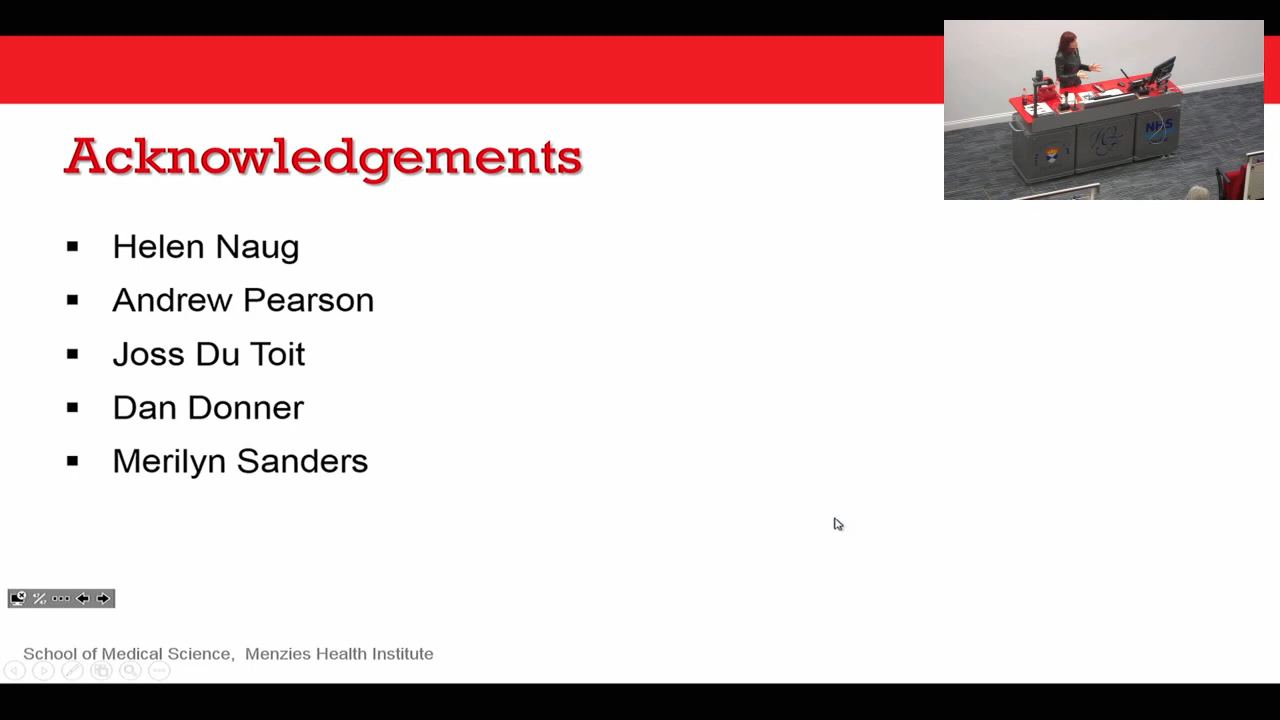 Acknowledgements
Helen Naug
Andrew Pearson
Joss Du Toit
Dan Donner
Merilyn Sanders
School of Medical Science, Menzies Health Institute
NHS